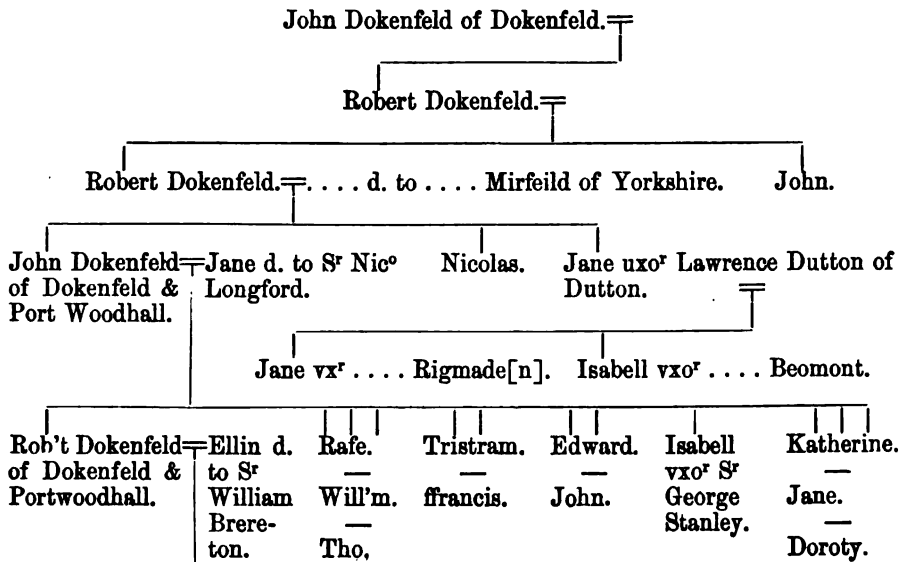 John Dokenfeld of Dokenfeld.
Robert Dokenfeld.
Robert Dokenfeld. . . . . d. to . . . . Mirfeild of Yorkshire. John.
John Dokenfeld of Dokenfeld & Port Woodhall.
Jane d. to Sʳ Nicº Longford.
Nicolas.
Jane uxoʳ Lawrence Dutton of Dutton.
Jane vxʳ . . . . Rigmade[n]. Isabell vxoʳ . . . . Beomont.
Rob't Dokenfeld
of Dokenfeld &
Portwoodhall.
Ellin d.
to Sʳ
William
Brere-
ton.
Rafe.
—
Will'm.
—
Tho.
Tristram.
—
ffrancis.
Edward.
—
John.
Isabell
vxoʳ Sʳ
George
Stanley.
Katherine.
—
Jane.
—
Doroty.